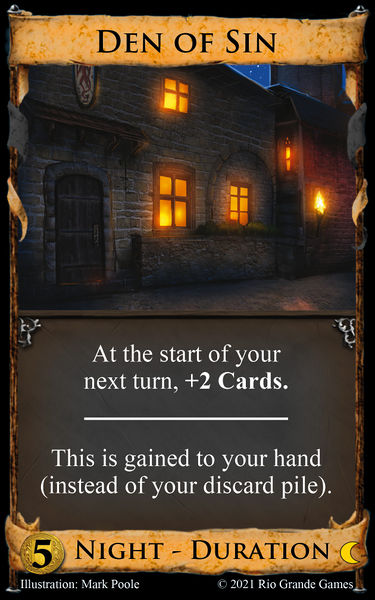 Den of Sin
At the start of your
next turn, +2 Cards.
This is gained to your hand
(instead of your discard pile).
5 Night - Duration
Illustration: Mark Poole © 2021 Rio Grande Games